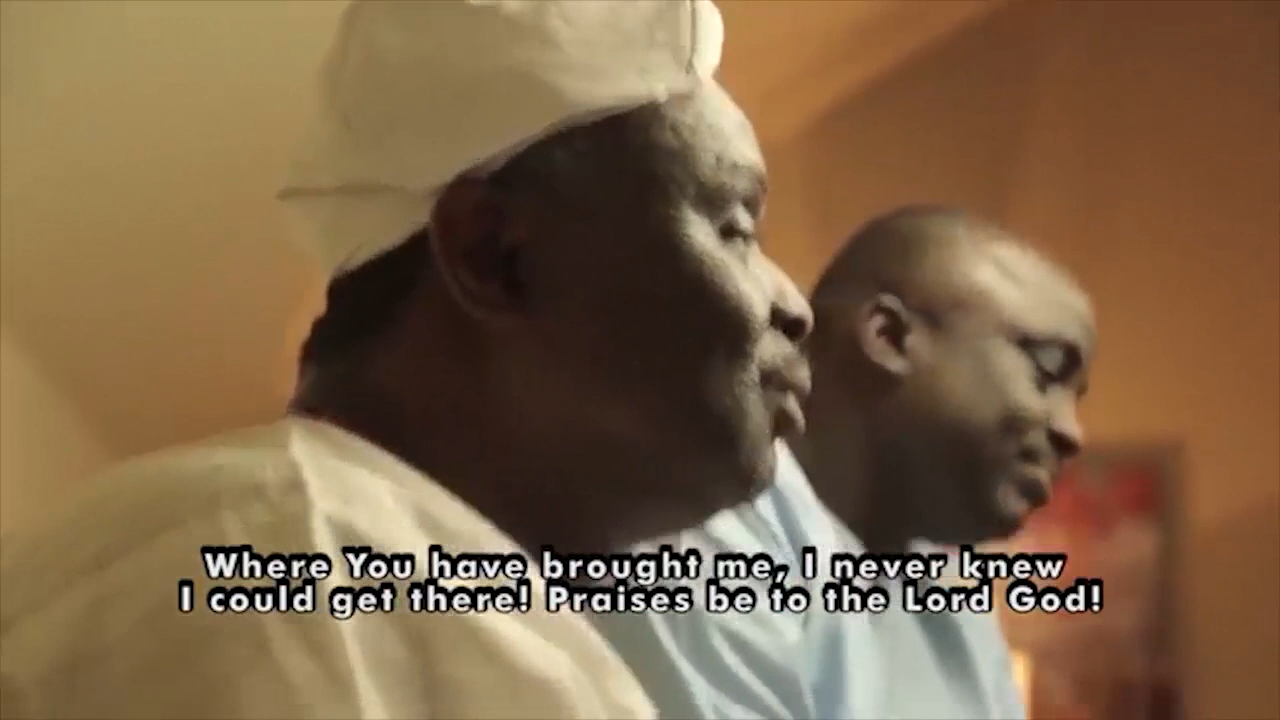 Where You have brought me, I never knew
I could get there! Praises be to the Lord God!